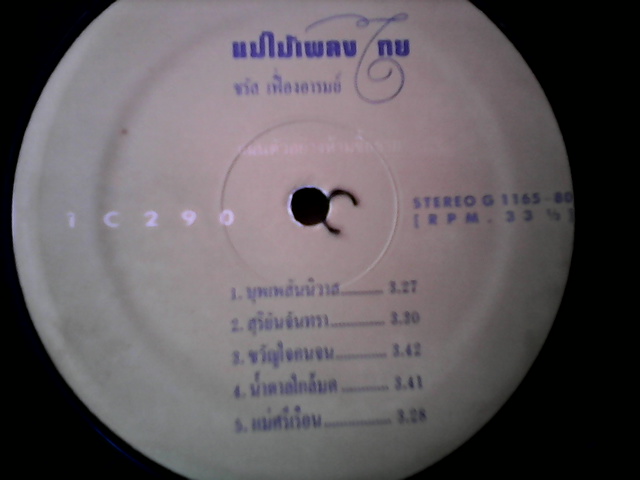 แม่ไม้เพลงไทย
จรัส เฟื่องอารมย์
1C290
STEREO G 1165-80
[RPM. 33 ⅓]
1. บุพเพสันนิวาส 3.27
2. สุริยันจันทรา 3.20
3. ขวัญใจคนจน 3.42
4. น้ำตาลใกล้มด 3.41
5. แม่ศรีเรือน 3.28